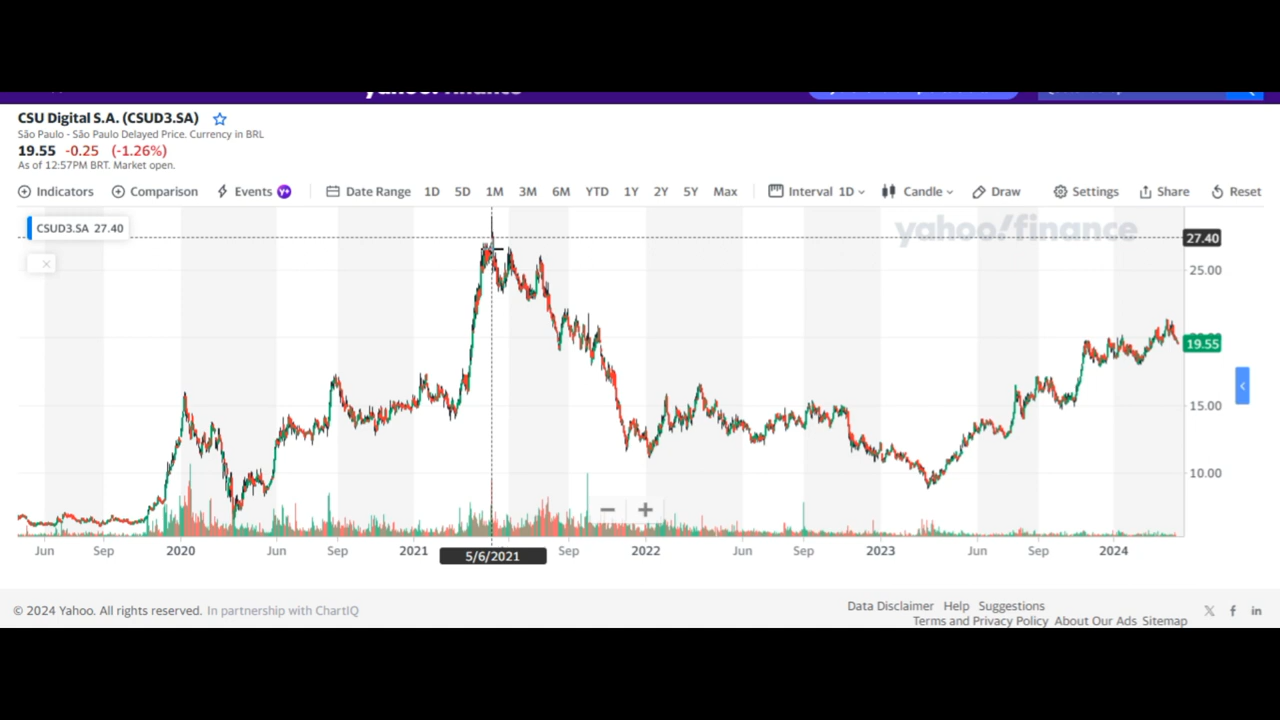 CSU Digital S.A. (CSUD3.SA)
São Paulo - São Paulo Delayed Price. Currency in BRL
19.55 -0.25 (-1.26%)
As of 12:57PM BRT. Market open.
Indicators Comparison Events Y+ Date Range 1D 5D 1M 3M 6M YTD 1Y 2Y 5Y Max Interval 1D Candle Draw Settings Share Reset
CSUD3.SA 27.40
yahoo!finance
27.40
25.00
19.55
15.00
10.00
Jun Sep 2020 Jun Sep 2021 5/6/2021 Sep 2022 Jun Sep 2023 Jun Sep 2024
© 2024 Yahoo. All rights reserved. In partnership with ChartIQ
Data Disclaimer Help Suggestions
Terms and Privacy Policy About Our Ads Sitemap